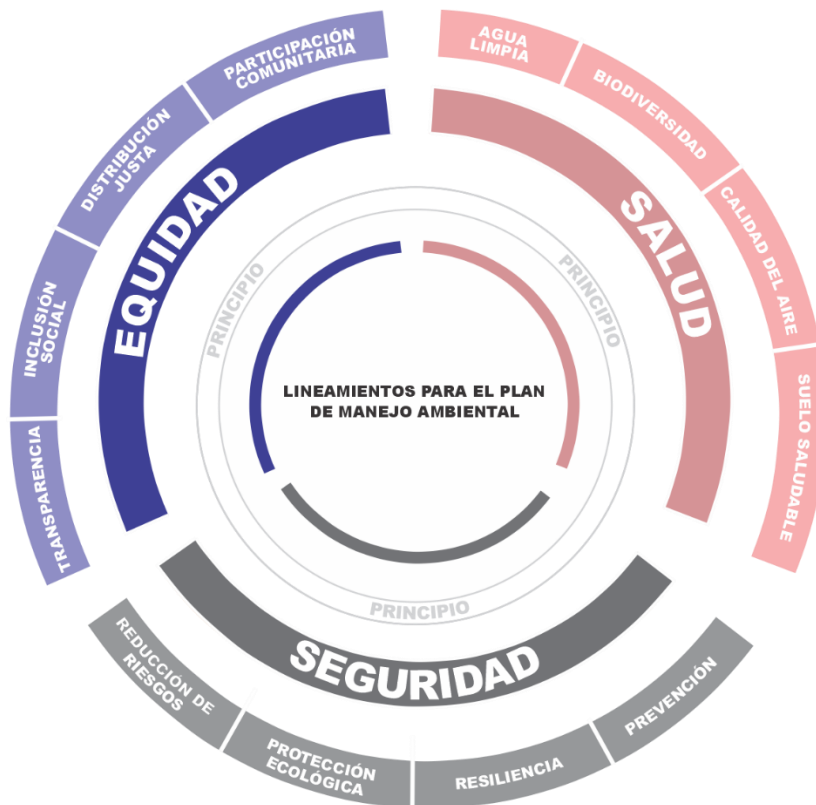 PARTICIPACIÓN
COMUNITARIA
DISTRIBUCIÓN
JUSTA
INCLUSIÓN
SOCIAL
TRANSPARENCIA
EQUIDAD
PRINCIPIO
AGUA
LIMPIA
BIODIVERSIDAD
CALIDAD DEL AIRE
SUELO SALUDABLE
SALUD
PRINCIPIO
LINEAMIENTOS PARA EL PLAN
DE MANEJO AMBIENTAL
PRINCIPIO
SEGURIDAD
REDUCCIÓN DE
RIESGOS
PROTECCIÓN
ECOLÓGICA
RESILIENCIA
PREVENCIÓN